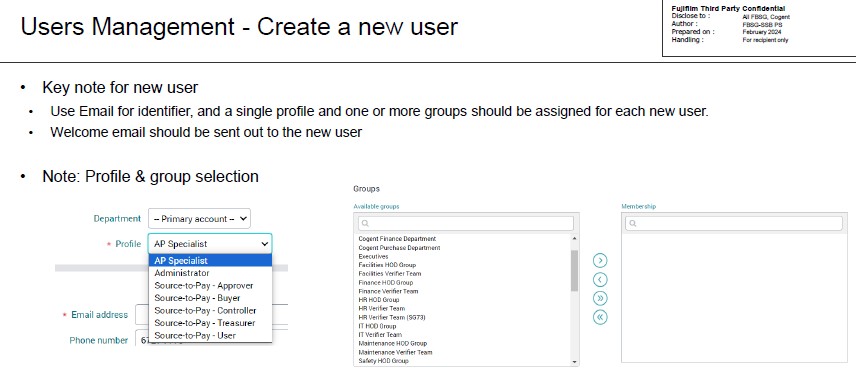 Users Management - Create a new user
Fujifilm Third Party Confidential
Disclose to : All FBSG, Cogent
Author : FBSG-SSB PS
Prepared on : February 2024
Handling : For recipient only
• Key note for new user
• Use Email for identifier, and a single profile and one or more groups should be assigned for each new user.
• Welcome email should be sent out to the new user
• Note: Profile & group selection
Department -- Primary account --
* Profile AP Specialist
AP Specialist
Administrator
Source-to-Pay - Approver
Source-to-Pay - Buyer
Source-to-Pay - Controller
Source-to-Pay - Treasurer
Source-to-Pay - User
* Email address
Phone number
Groups
Available groups
Cogent Finance Department
Cogent Purchase Department
Executives
Facilities HOD Group
Facilities Verifier Team
Finance HOD Group
Finance Verifier Team
HR HOD Group
HR Verifier Team
HR Verifier Team (SG73)
IT HOD Group
IT Verifier Team
Maintenance HOD Group
Maintenance Verifier Team
Safety HOD Group
Membership